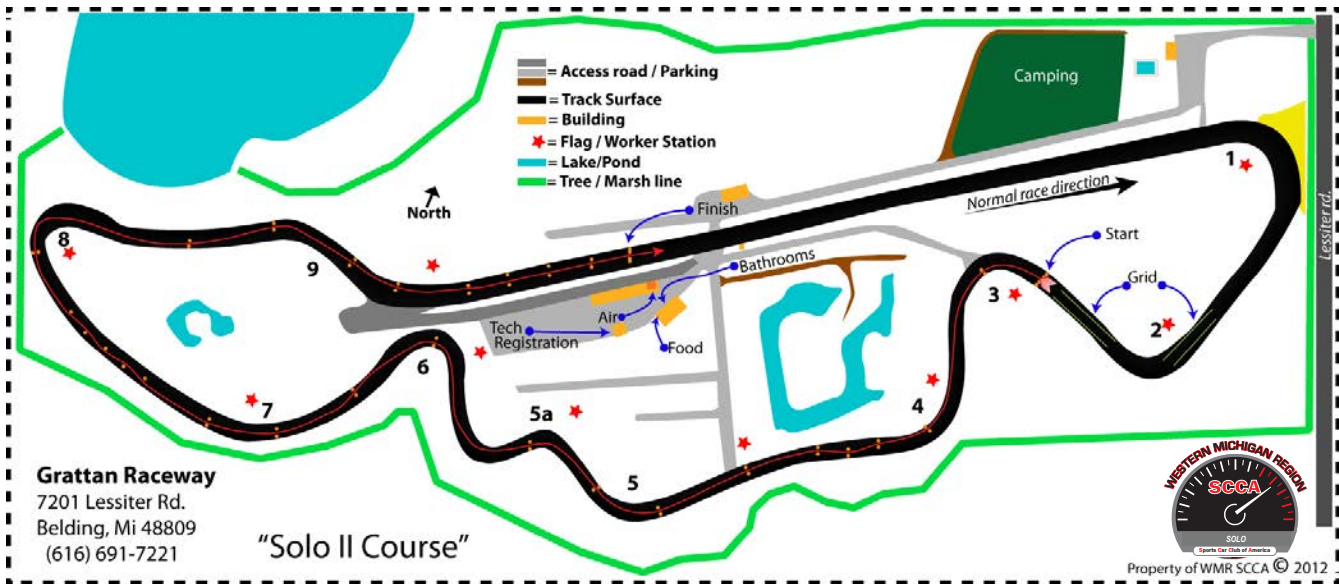 = Access road / Parking
= Track Surface
= Building
= Flag / Worker Station
= Lake/Pond
= Tree / Marsh line
Camping
1
Normal race direction
Lessiter rd.
North
Finish
Start
8
9
Bathrooms
3
Grid
2
Air
Tech
Registration
Food
6
7
5a
4
5
Grattan Raceway
7201 Lessiter Rd.
Belding, Mi 48809
(616) 691-7221
"Solo II Course"
WESTERN MICHIGAN REGION
SCCA
SOLO
Sports Car Club of America
Property of WMR SCCA © 2012